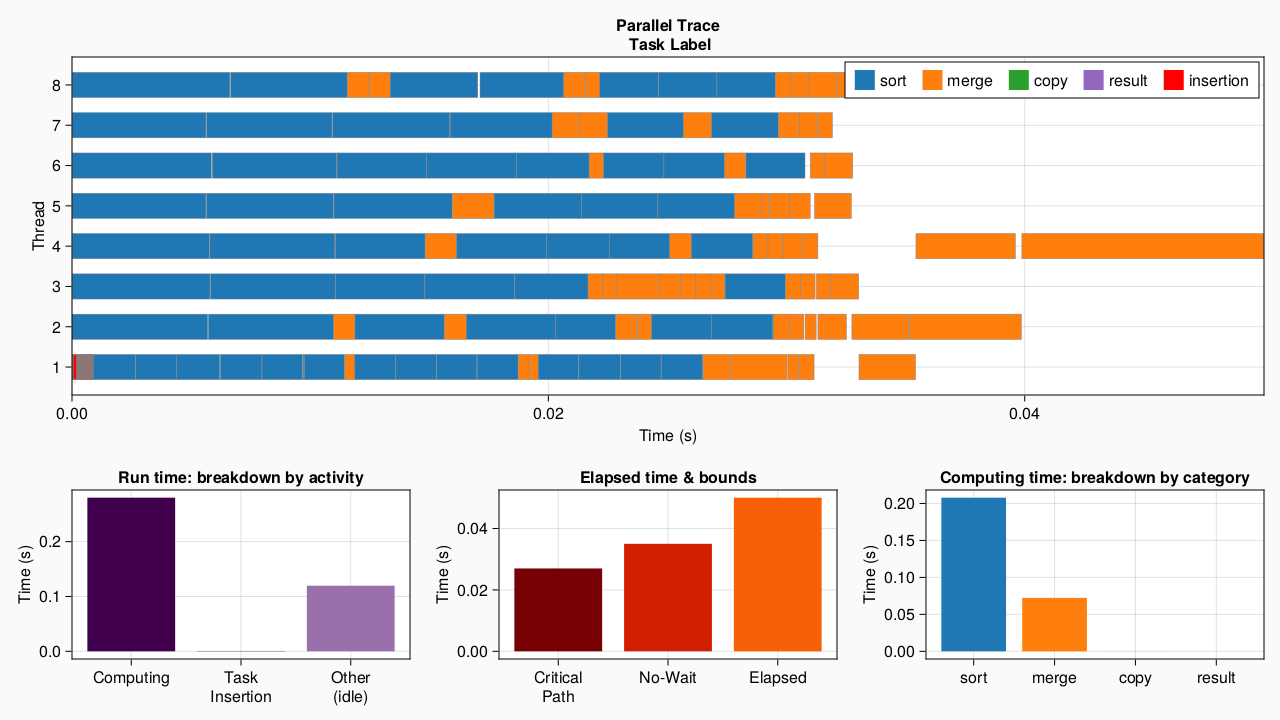 Parallel Trace
Task Label
sort merge copy result insertion
Thread
8
7
6
5
4
3
2
1
0.00 0.02 0.04
Time (s)
Run time: breakdown by activity
Time (s)
0.2
0.1
0.0
Computing Task Insertion Other (idle)
Elapsed time & bounds
Time (s)
0.04
0.02
0.00
Critical Path No-Wait Elapsed
Computing time: breakdown by category
Time (s)
0.20
0.15
0.10
0.05
0.00
sort merge copy result